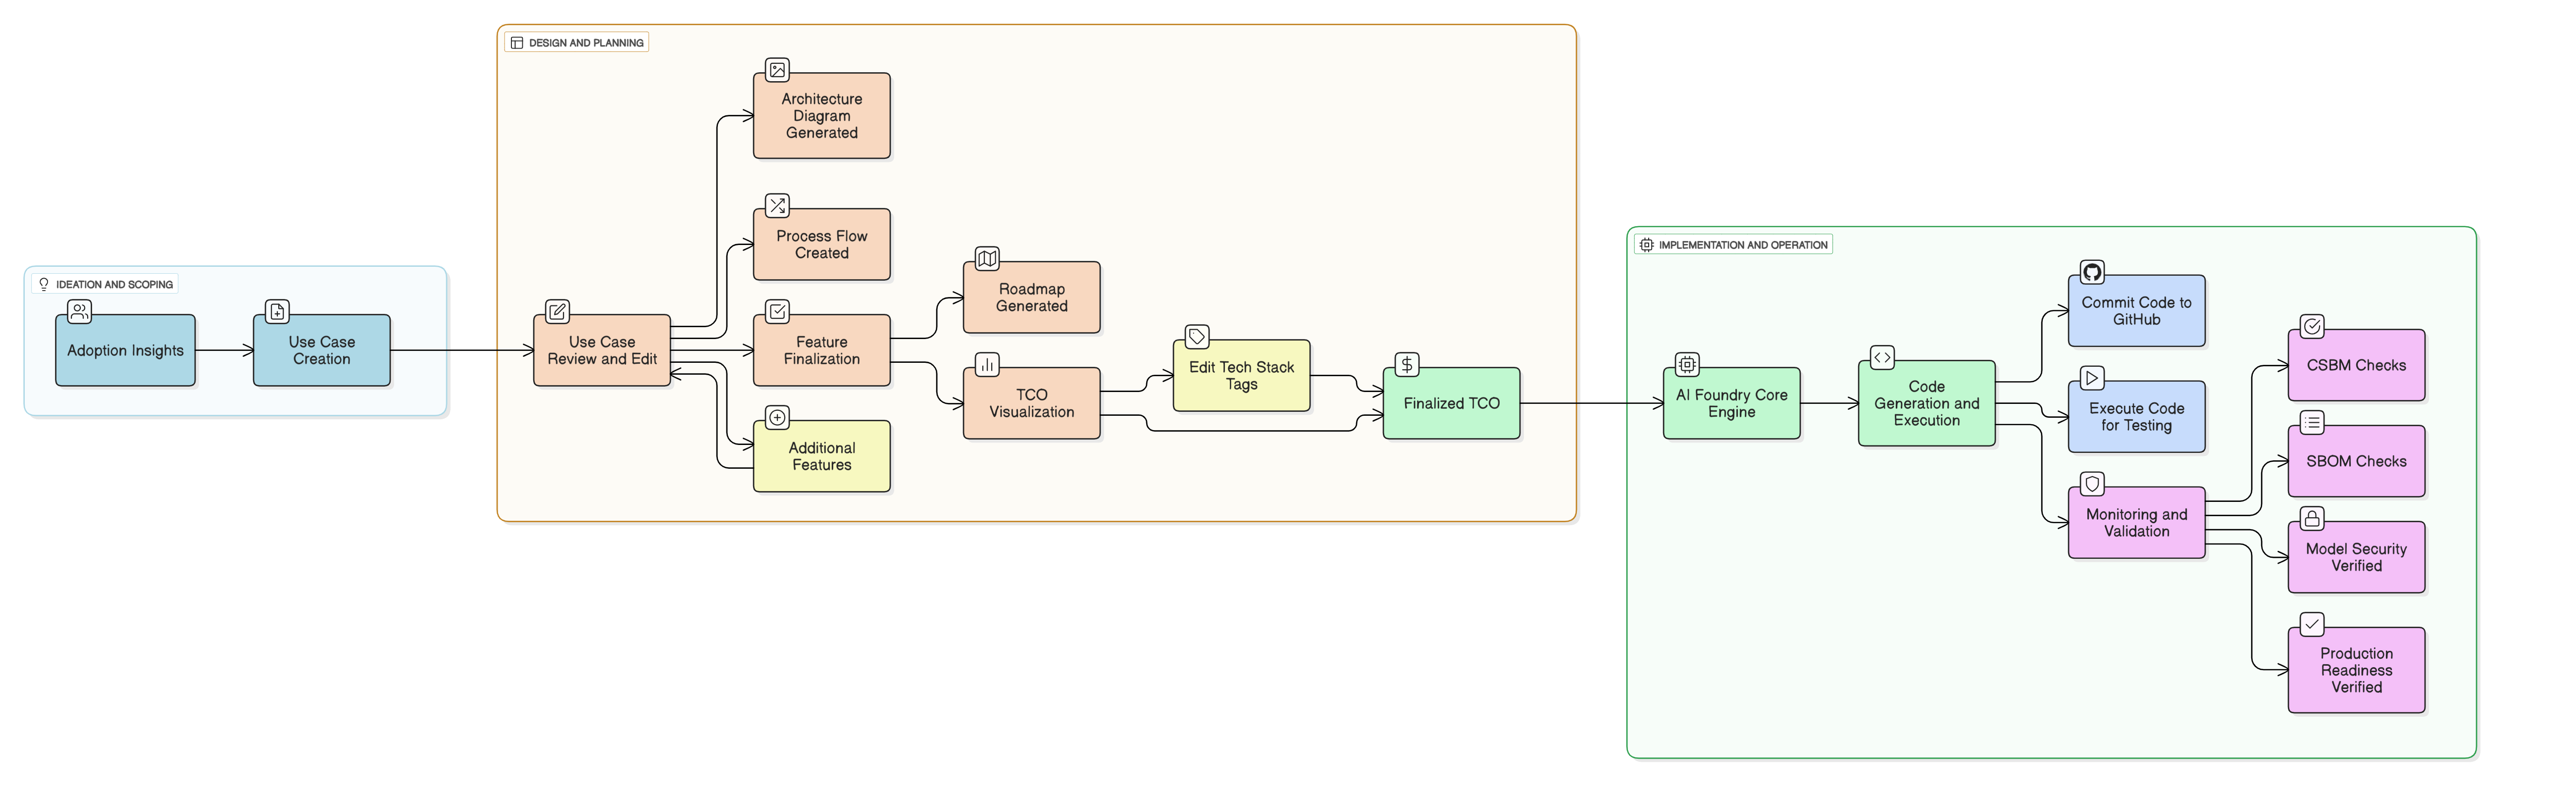 IDEATION AND SCOPING
Adoption Insights
Use Case
Creation
DESIGN AND PLANNING
Use Case
Review and Edit
Architecture
Diagram
Generated
Process Flow
Created
Feature
Finalization
Additional
Features
Roadmap
Generated
TCO
Visualization
Edit Tech Stack
Tags
Finalized TCO
IMPLEMENTATION AND OPERATION
AI Foundry Core
Engine
Code
Generation and
Execution
Commit Code to
GitHub
Execute Code
for Testing
Monitoring and
Validation
CSBM Checks
SBOM Checks
Model Security
Verified
Production
Readiness
Verified